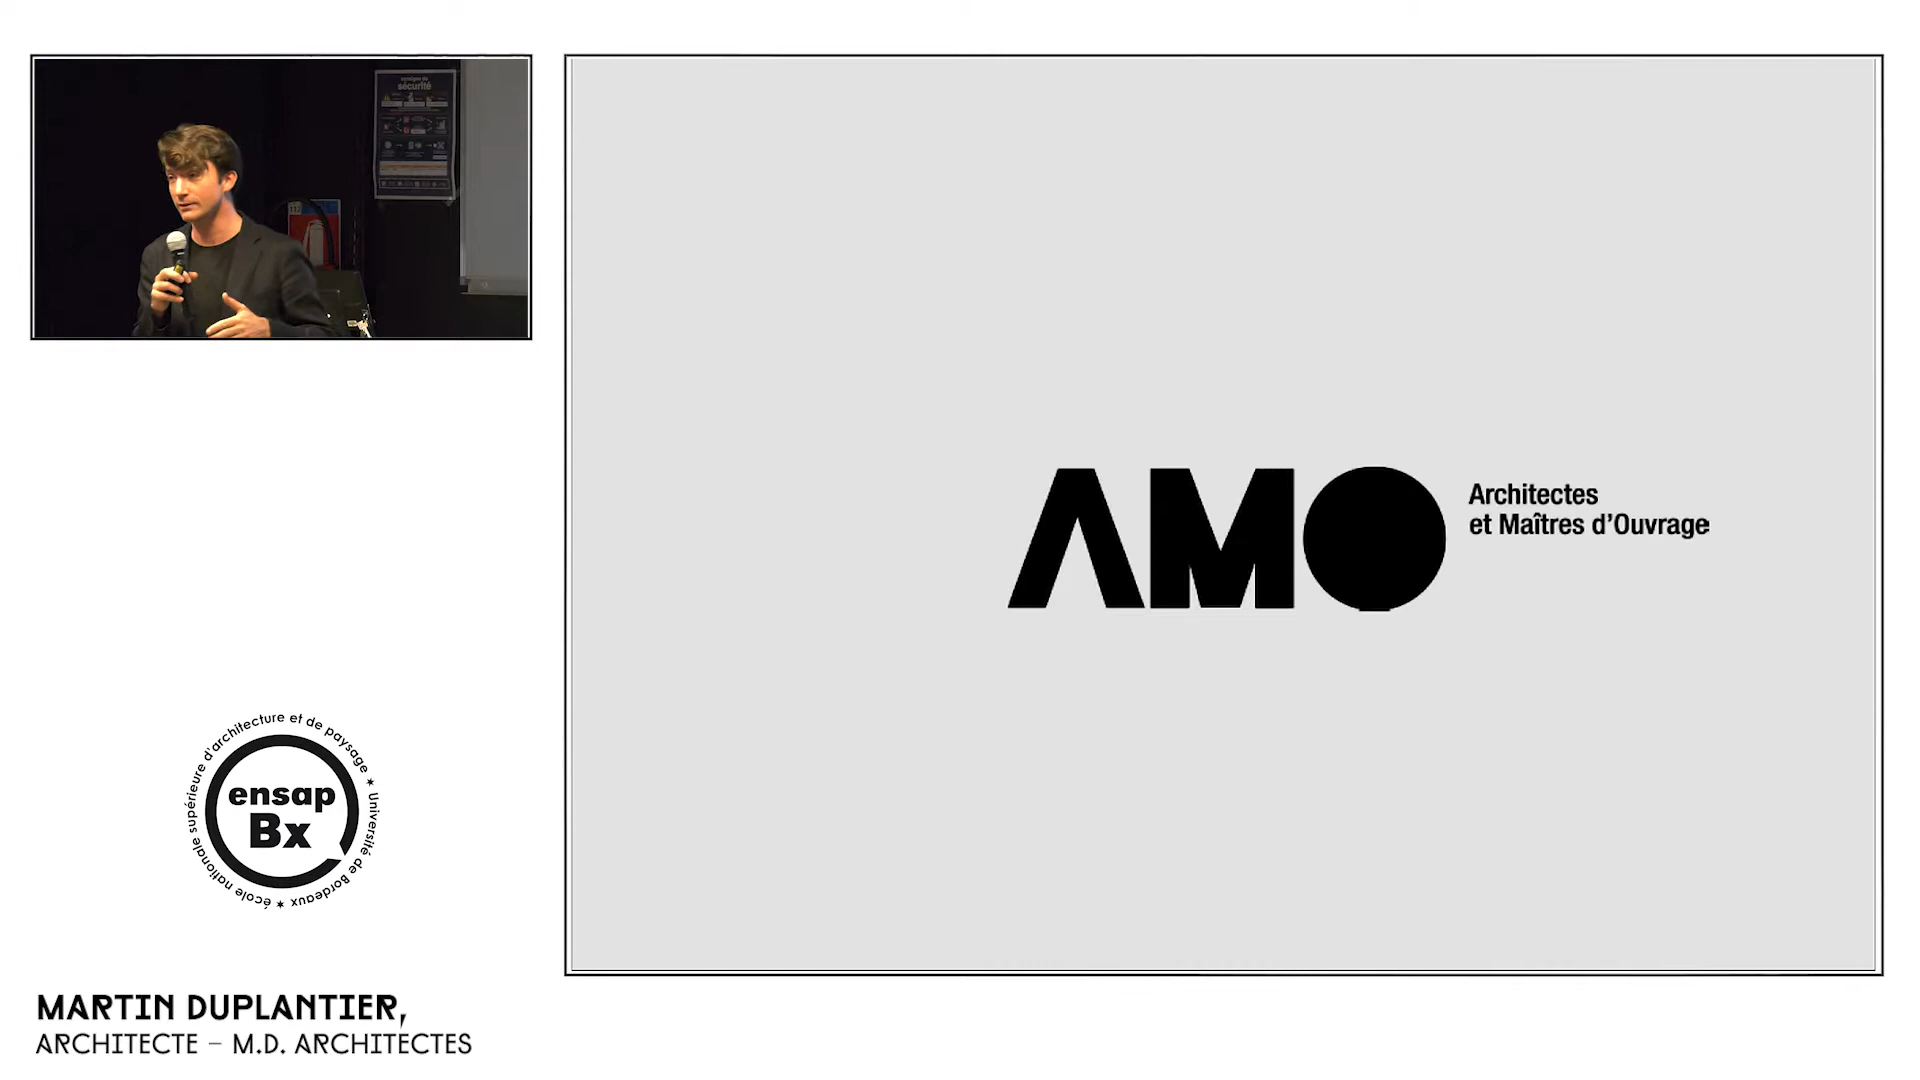 sécurité
AMO
Architectes
et Maîtres d'Ouvrage
école nationale supérieure d'architecture et de paysage ★ Université de Bordeaux ★
ensap
Bx
MARTIN DUPLANTIER,
ARCHITECTE – M.D. ARCHITECTES